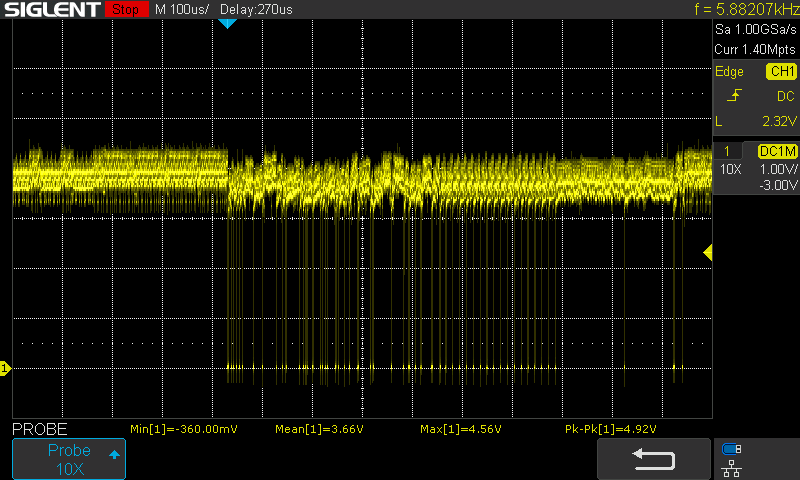 SIGLENT Stop M 100us/ Delay:270us f = 5.88207kHz
Sa 1.00GSa/s
Curr 1.40Mpts
Edge CH1
DC
L 2.32V
1 DC1M
10X 1.00V/
-3.00V
1
PROBE Min[1]=-360.00mV Mean[1]=3.66V Max[1]=4.56V Pk-Pk[1]=4.92V
Probe
10X